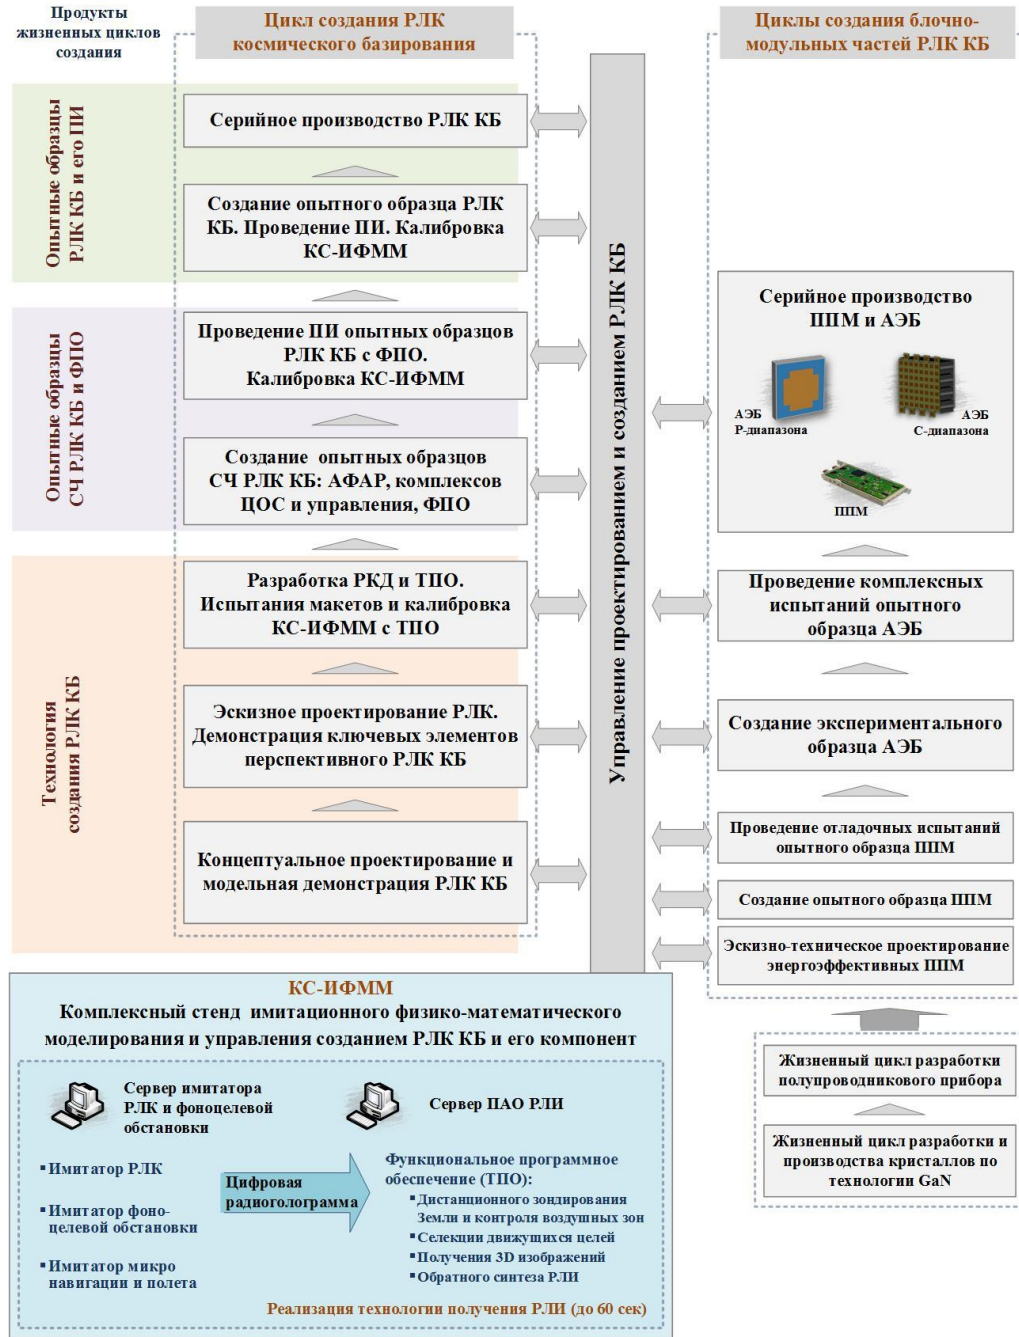 Продукты
жизненных циклов
создания
Цикл создания РЛК
космического базирования
Циклы создания блочно-
модульных частей РЛК КБ
Опытные образцы
РЛК КБ и его ПИ
Серийное производство РЛК КБ
Создание опытного образца РЛК
КБ. Проведение ПИ. Калибровка
КС-ИФММ
Опытные образцы
СЧ РЛК КБ и ФПО
Проведение ПИ опытных образцов
РЛК КБ с ФПО.
Калибровка КС-ИФММ
Создание опытных образцов
СЧ РЛК КБ: АФАР, комплексов
ЦОС и управления, ФПО
Технология
создания РЛК КБ
Разработка РКД и ТПО.
Испытания макетов и калибровка
КС-ИФММ с ТПО
Эскизное проектирование РЛК.
Демонстрация ключевых элементов
перспективного РЛК КБ
Концептуальное проектирование и
модельная демонстрация РЛК КБ
Управление проектированием и созданием РЛК КБ
Серийное производство
ППМ и АЭБ
АЭБ
Р-диапазона
АЭБ
С-диапазона
ППМ
Проведение комплексных
испытаний опытного
образца АЭБ
Создание экспериментального
образца АЭБ
Проведение отладочных испытаний
опытного образца ППМ
Создание опытного образца ППМ
Эскизно-техническое проектирование
энергоэффективных ППМ
Жизненный цикл разработки
полупроводникового прибора
Жизненный цикл разработки и
производства кристаллов по
технологии GaN
КС-ИФММ
Комплексный стенд имитационного физико-математического
моделирования и управления созданием РЛК КБ и его компонент
Сервер имитатора
РЛК и фоноцелевой
обстановки
Сервер ПАО РЛИ
▪ Имитатор РЛК
▪ Имитатор фоно-
целевой обстановки
▪ Имитатор микро
навигации и полета
Цифровая
радиоголограмма
Функциональное программное
обеспечение (ТПО):
▪ Дистанционного зондирования
Земли и контроля воздушных зон
▪ Селекции движущихся целей
▪ Получения 3D изображений
▪ Обратного синтеза РЛИ
Реализация технологии получения РЛИ (до 60 сек)